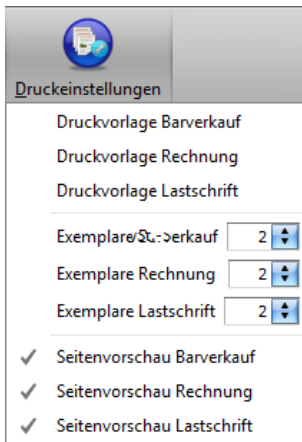 Druckeinstellungen
Druckvorlage Barverkauf
Druckvorlage Rechnung
Druckvorlage Lastschrift
Exemplare 2
Exemplare Rechnung 2
Exemplare Lastschrift 2
Seitenvorschau Barverkauf
Seitenvorschau Rechnung
Seitenvorschau Lastschrift